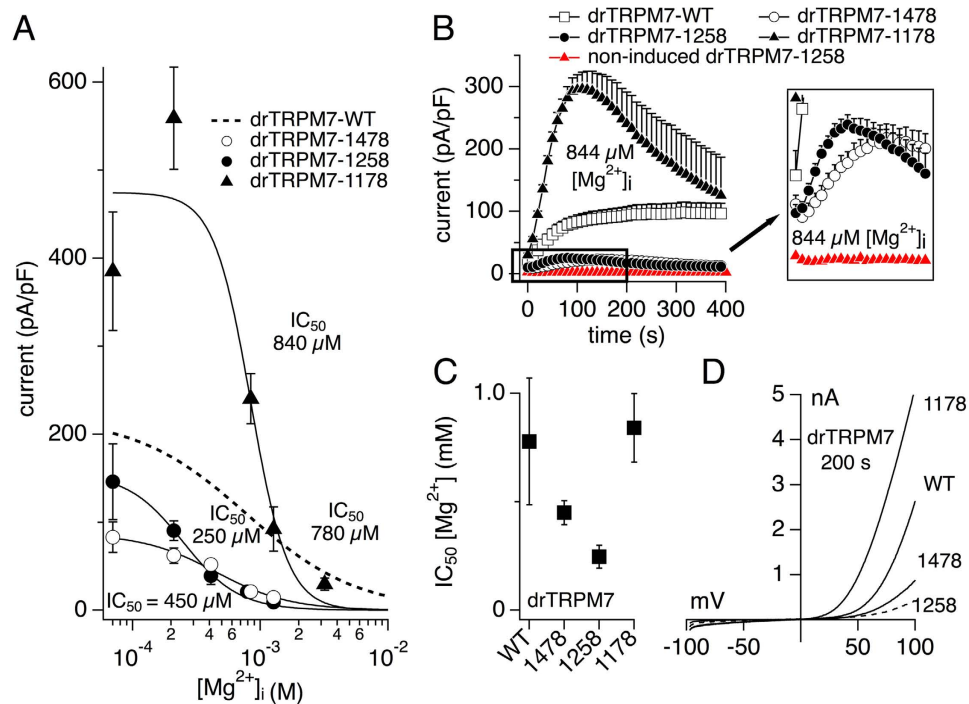 A
current (pA/pF)
600
400
200
0
drTRPM7-WT
drTRPM7-1478
drTRPM7-1258
drTRPM7-1178
IC50
840 µM
IC50
250 µM
IC50
780 µM
IC50 = 450 µM
2 4 6 2 4 6 2 4 6
10-4 10-3 10-2
[Mg2+]i (M)
B
drTRPM7-WT
drTRPM7-1478
drTRPM7-1258
drTRPM7-1178
non-induced drTRPM7-1258
current (pA/pF)
300
200
100
0
844 µM
[Mg2+]i
0 100 200 300 400
time (s)
844 µM [Mg2+]i
C
IC50 [Mg2+] (mM)
1.0
0
drTRPM7
WT
1478
1258
1178
D
nA
5
4
3
2
1
drTRPM7
200 s
1178
WT
1478
1258
mV
-100 -50 50 100